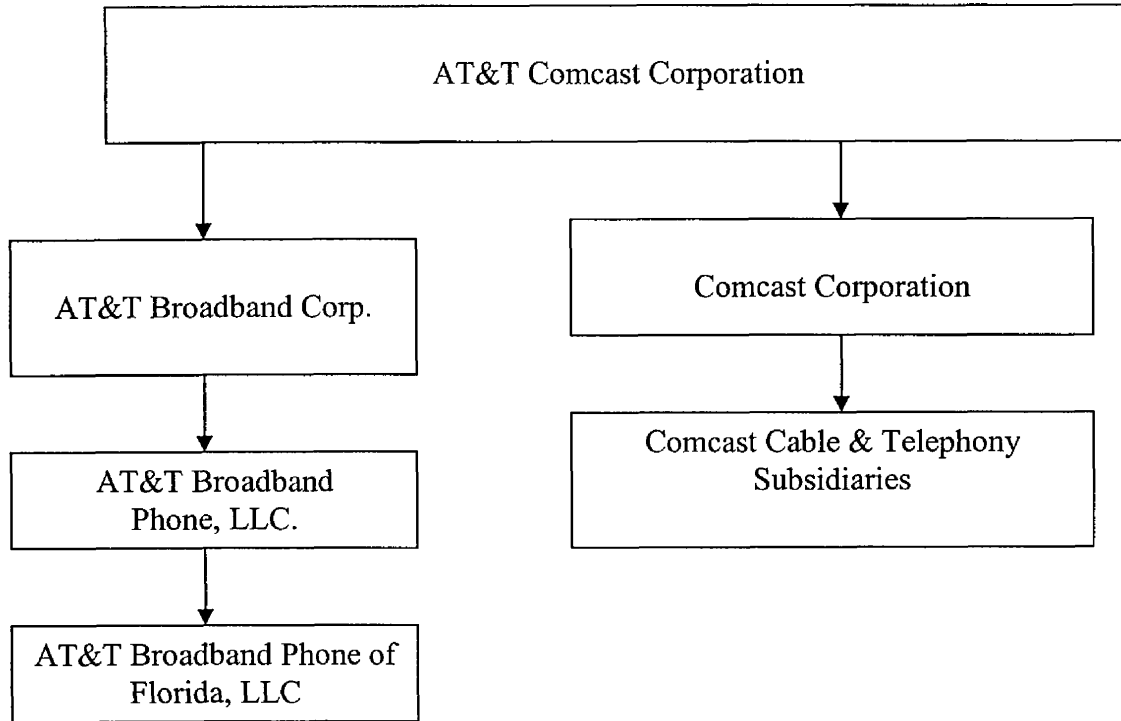 AT&T Comcast Corporation
AT&T Broadband Corp.
Comcast Corporation
AT&T Broadband
Phone, LLC.
Comcast Cable & Telephony
Subsidiaries
AT&T Broadband Phone of
Florida, LLC